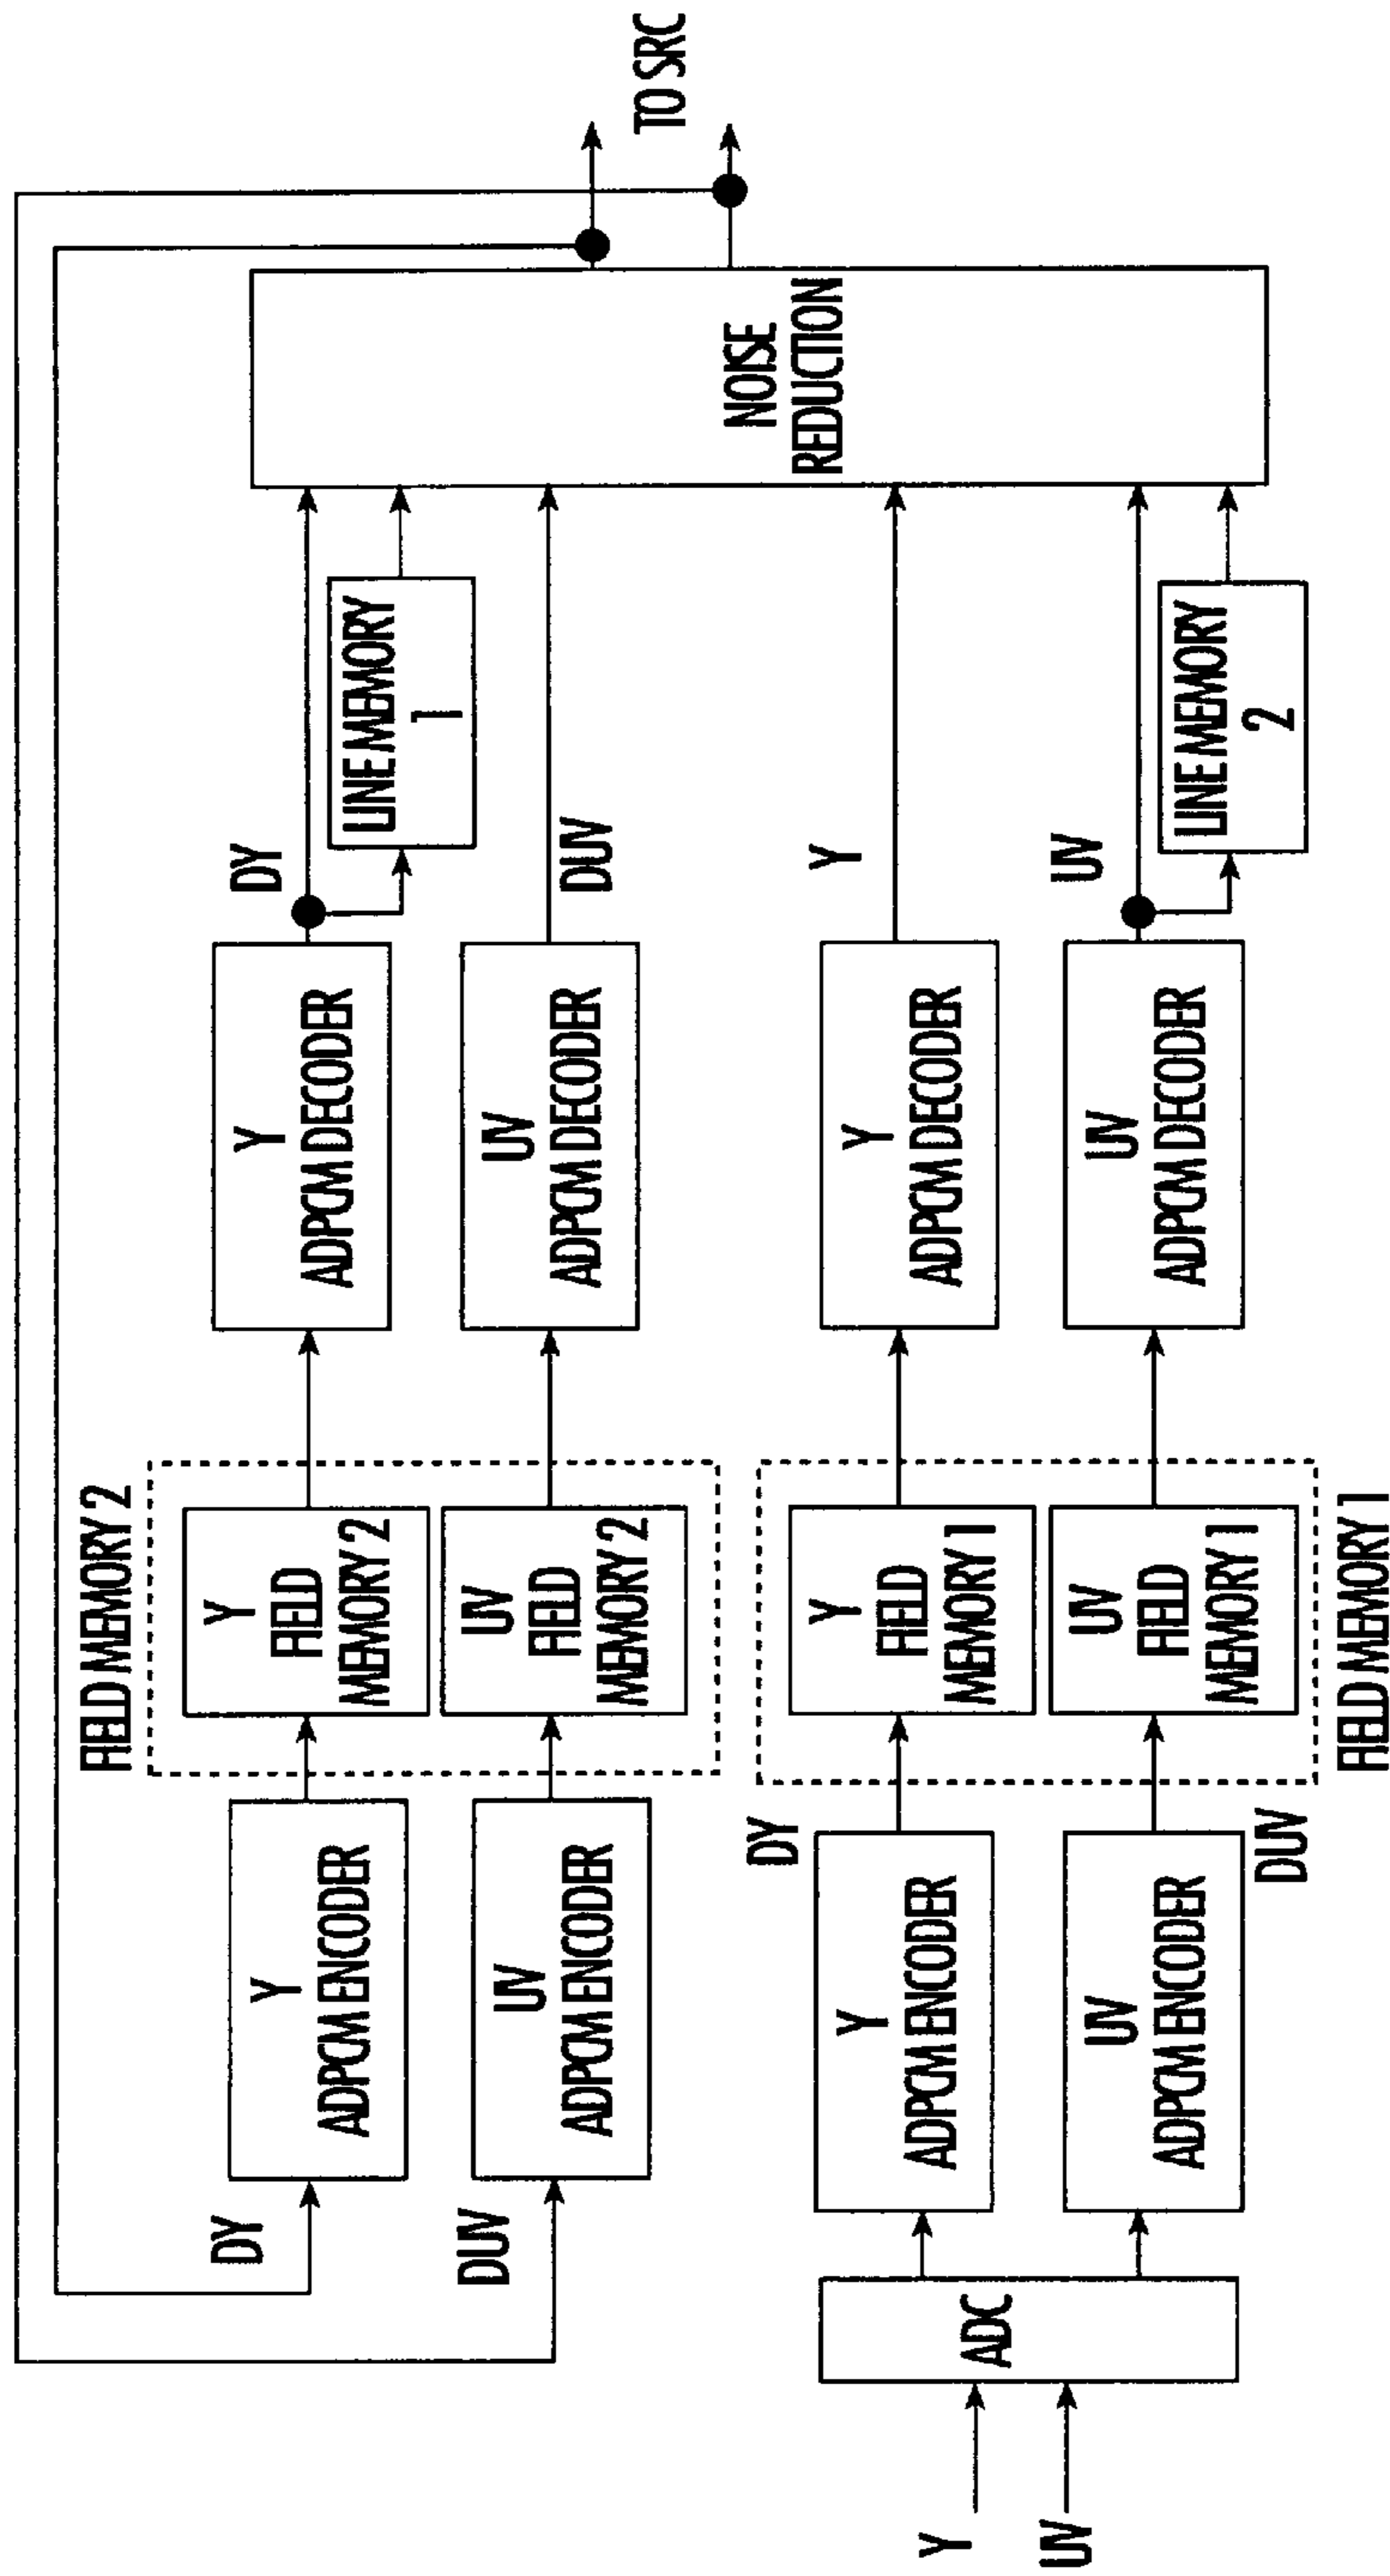 FIELD MEMORY 2
DY
Y
ADPCM ENCODER
Y
FIELD
MEMORY 2
Y
ADPCM DECODER
DY
LINE MEMORY
1
DUV
UV
ADPCM ENCODER
UV
FIELD
MEMORY 2
UV
ADPCM DECODER
DUV
NOISE
REDUCTION
TO SRC
Y
UV
ADC
DY
Y
ADPCM ENCODER
Y
FIELD
MEMORY 1
Y
ADPCM DECODER
Y
UV
ADPCM ENCODER
DUV
UV
FIELD
MEMORY 1
UV
ADPCM DECODER
UV
LINE MEMORY
2
FIELD MEMORY 1